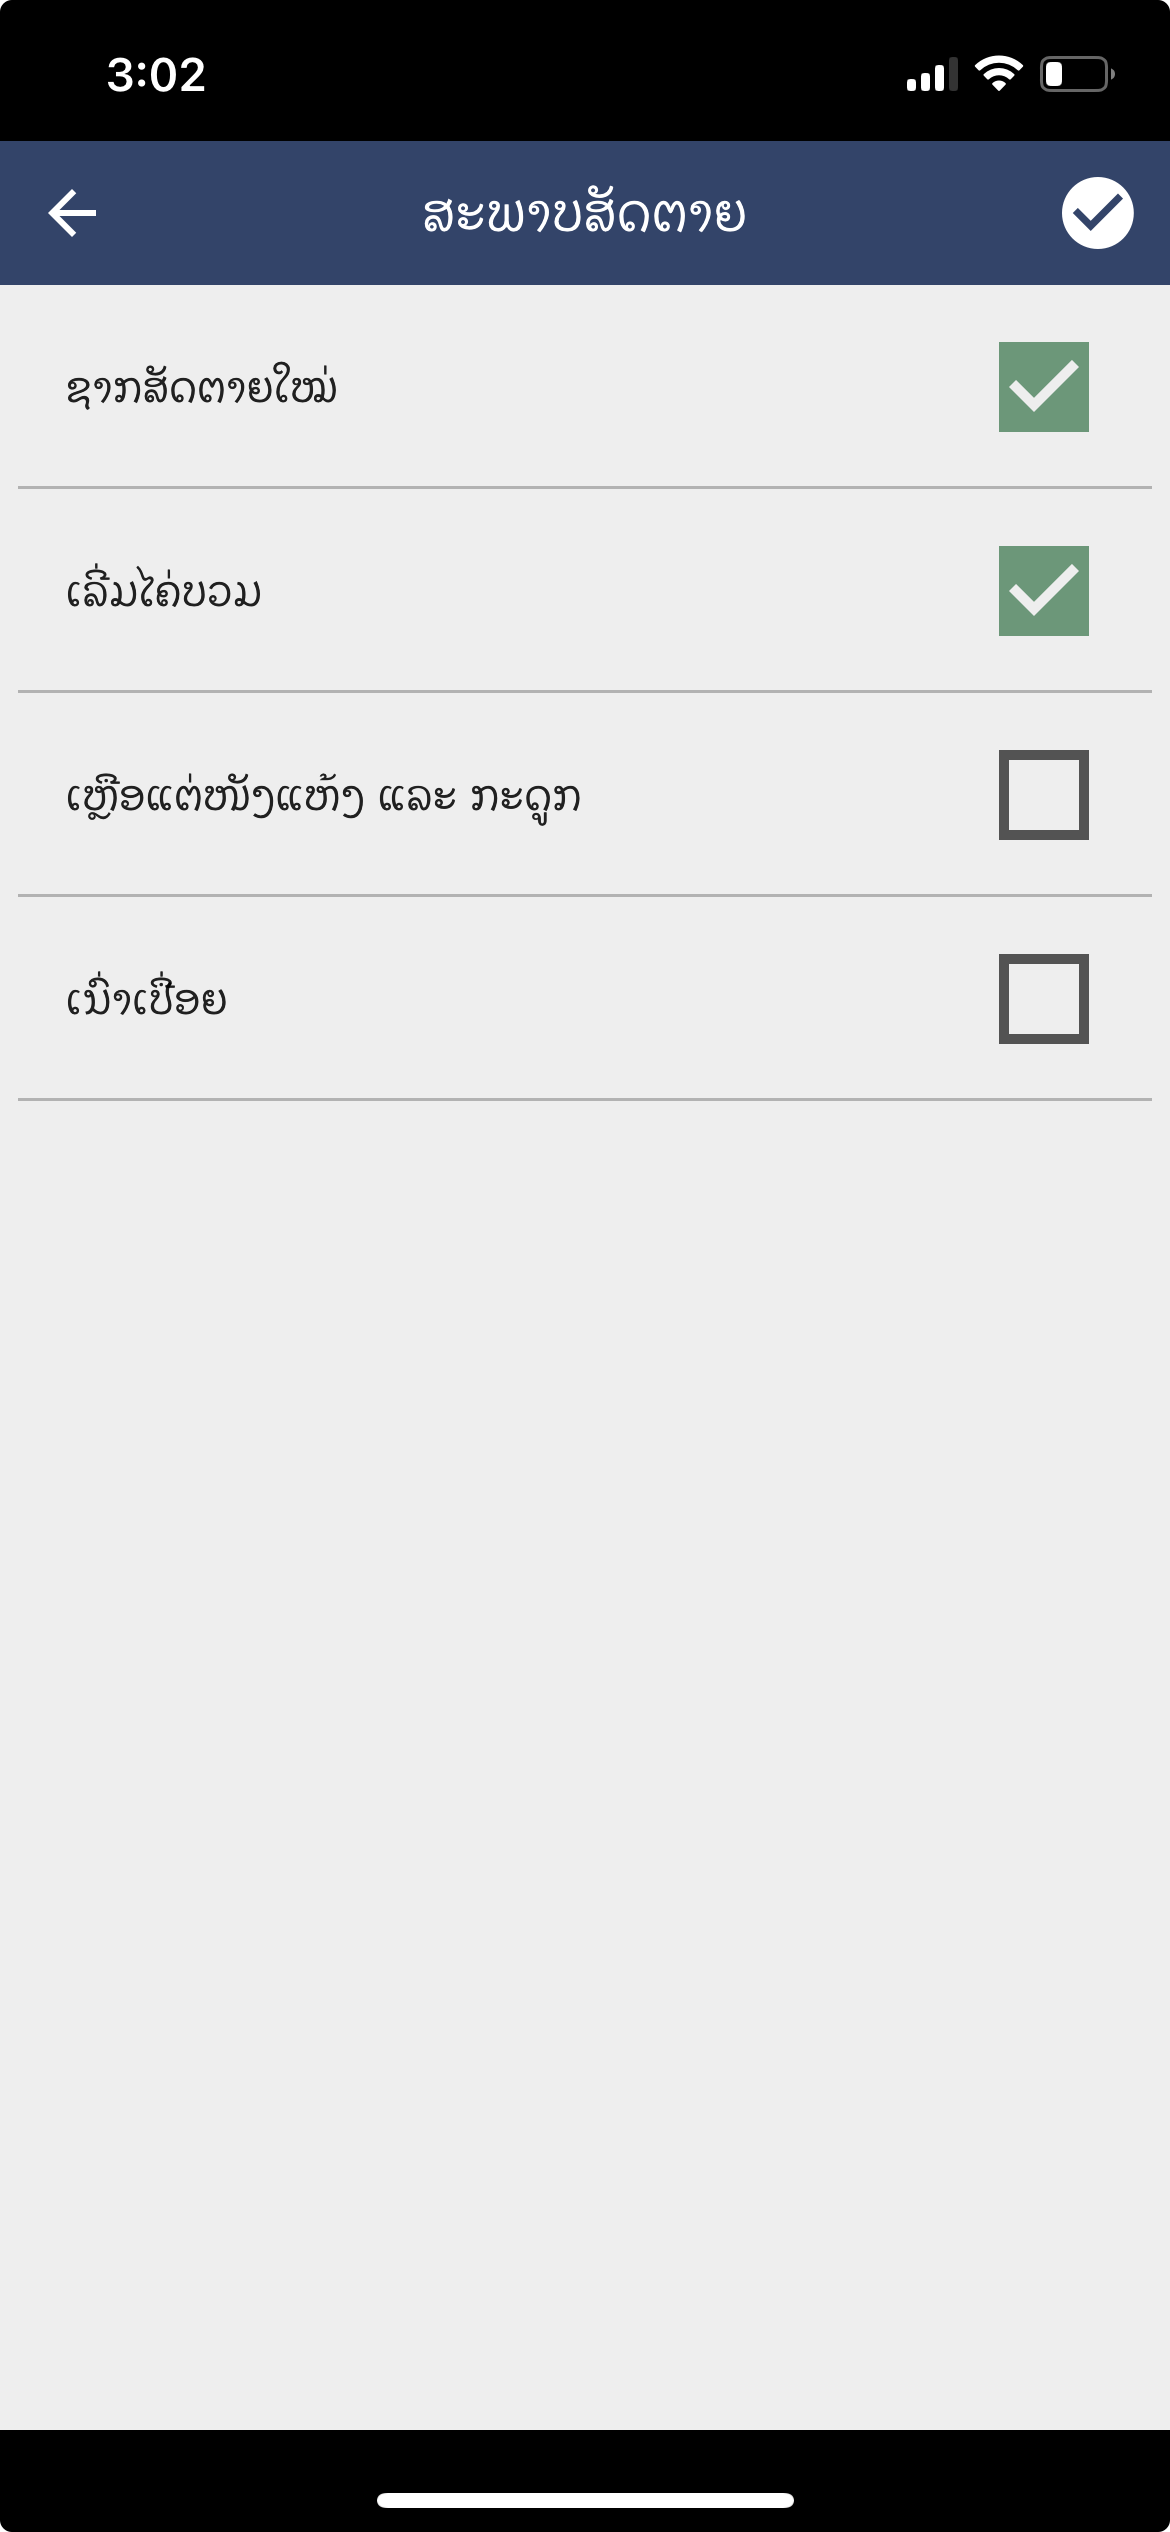 3:02
ສະພາບສັດຕາຍ
ຊາກສັດຕາຍໃໝ່
ເລີ່ມໄຄ່ບວມ
ເຫຼືອແຕ່ໜັງແຫ້ງ ແລະ ກະດູກ
ເນົ່າເປື່ອຍ